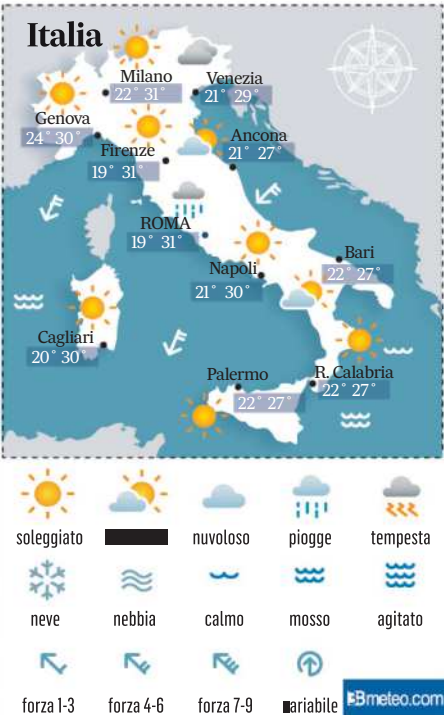 Italia
Milano
22° 31°
Venezia
21° 29°
Genova
24° 30°
Firenze
19° 31°
Ancona
21° 27°
ROMA
19° 31°
Napoli
21° 30°
Bari
22° 27°
Cagliari
20° 30°
Palermo
22° 27°
R. Calabria
22° 27°
soleggiato
nuvoloso
piogge
tempesta
neve
nebbia
calmo
mosso
agitato
forza 1-3
forza 4-6
forza 7-9
ariabile
3Bmeteo.com